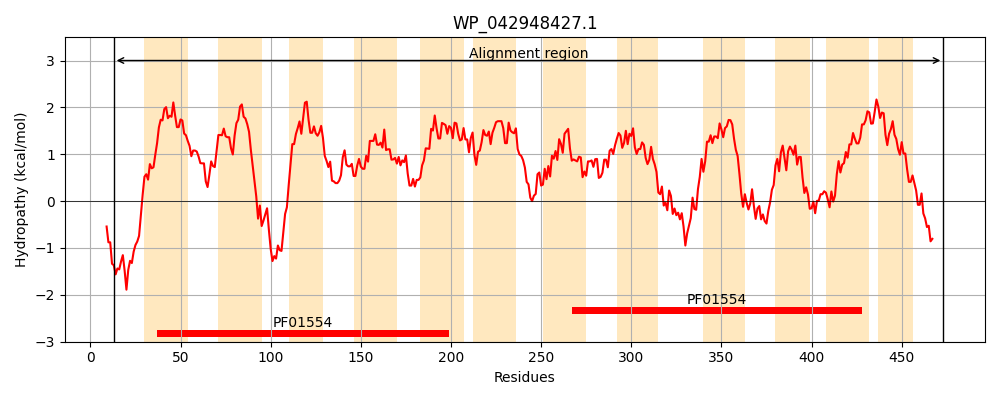 WP_042948427.1
Alignment region
Hydropathy (kcal/mol)
3
2
1
0
−1
−2
−3
PF01554
PF01554
0 50 100 150 200 250 300 350 400 450
Residues